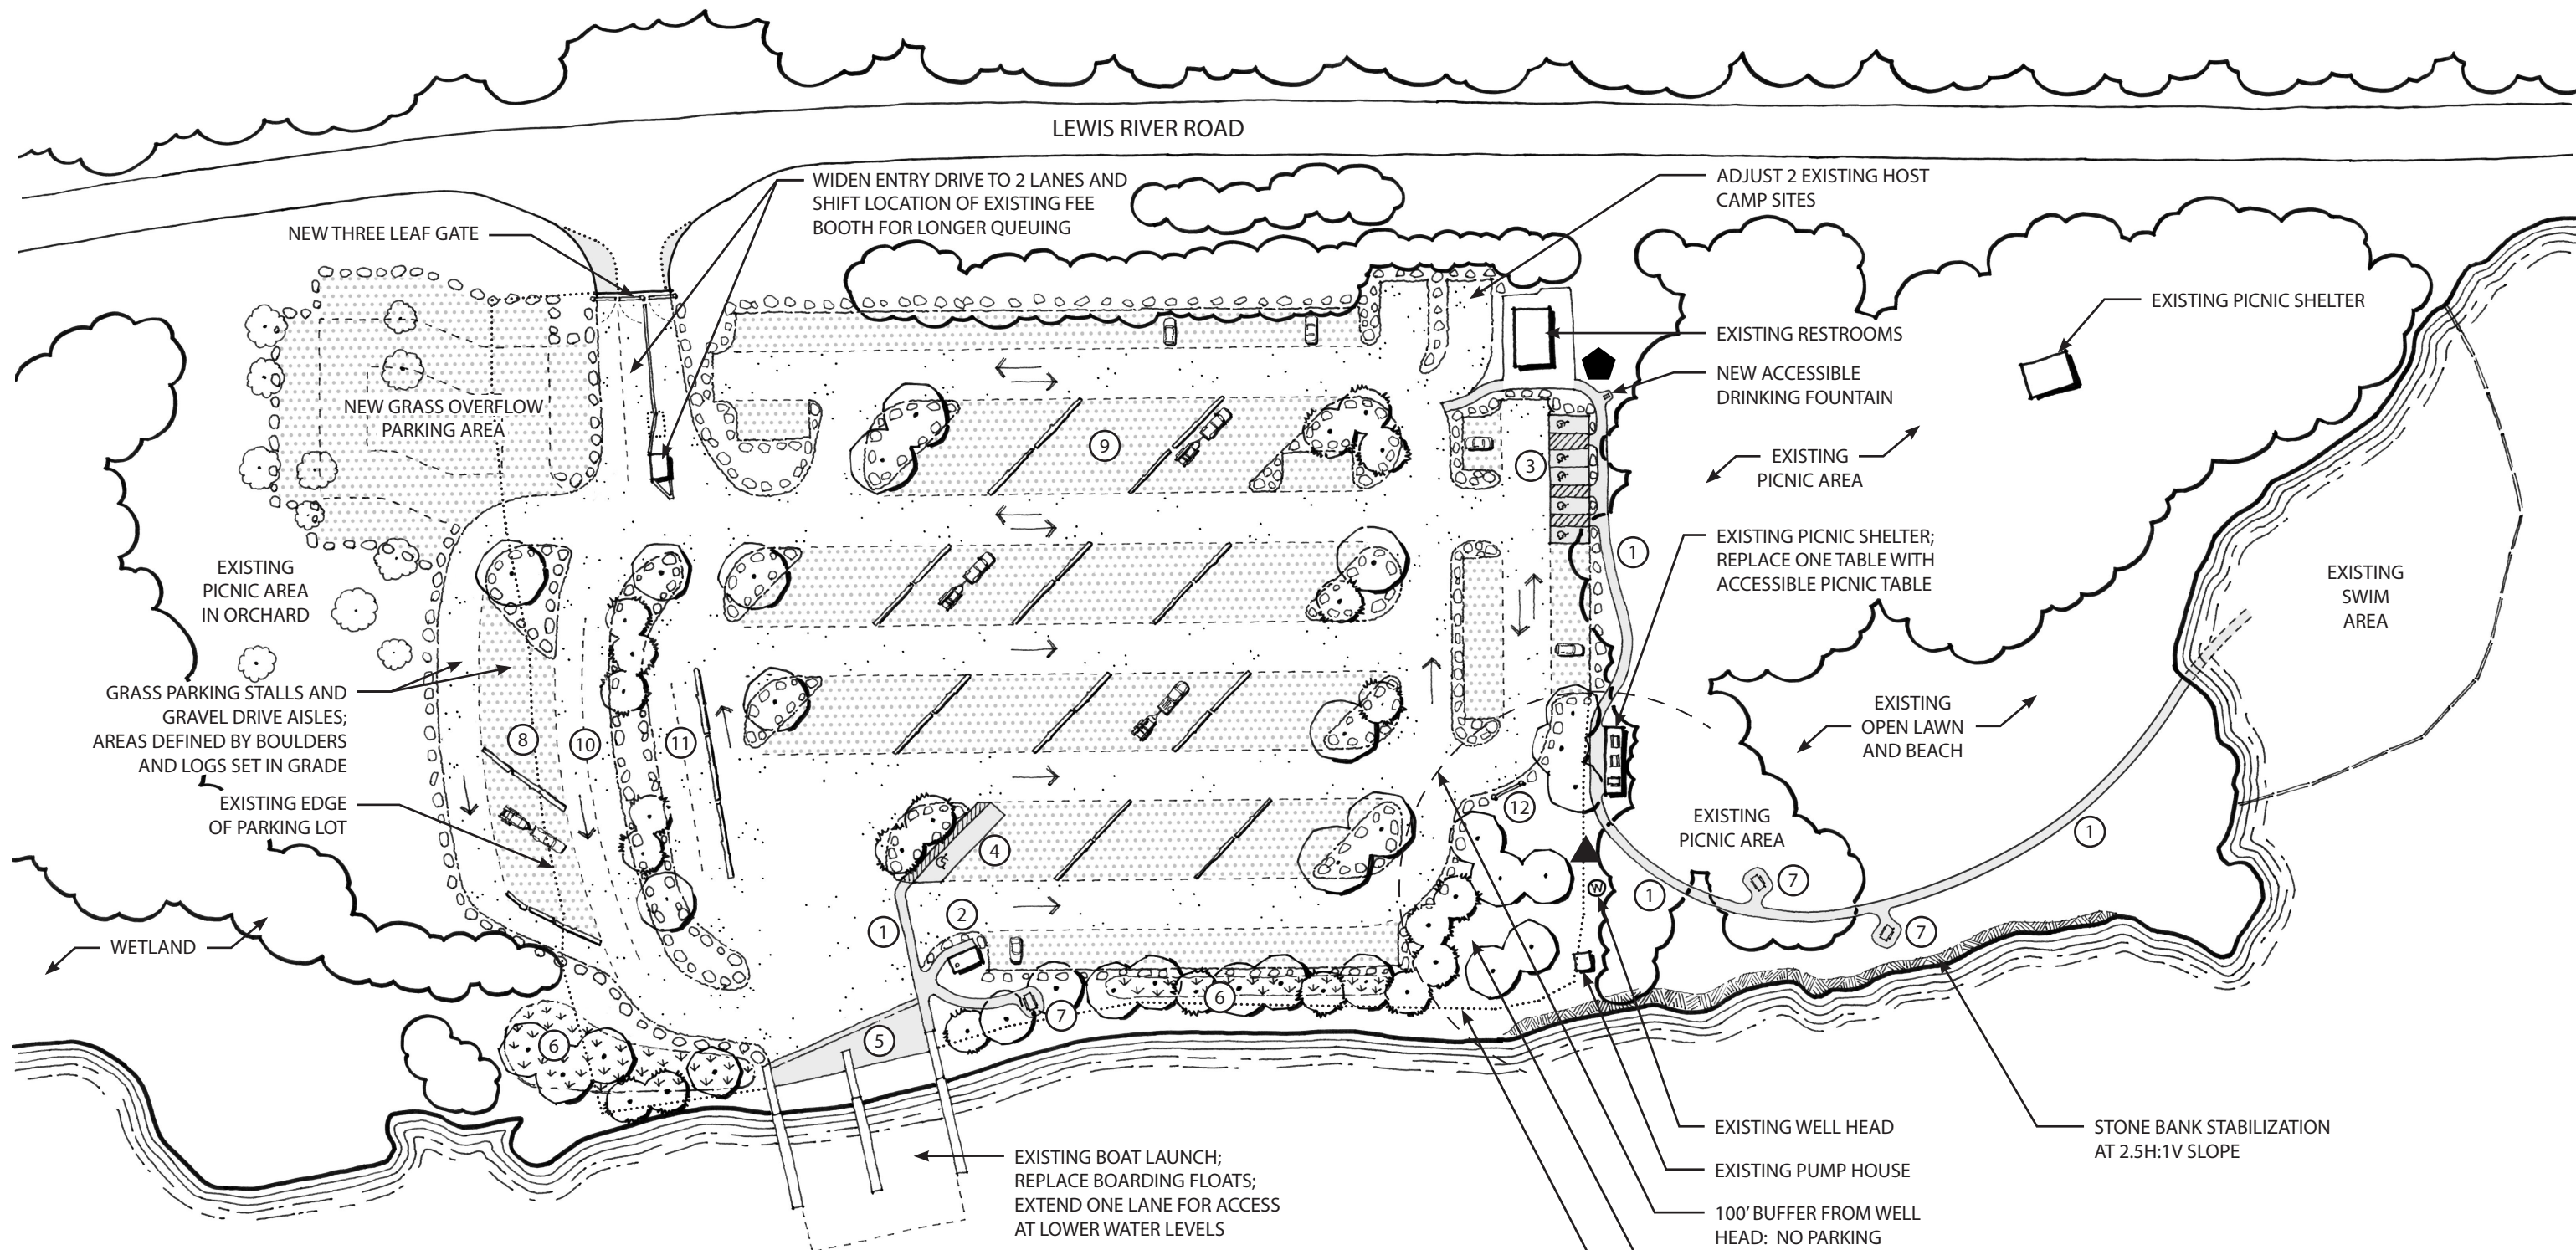 LEWIS RIVER ROAD
WIDEN ENTRY DRIVE TO 2 LANES AND
SHIFT LOCATION OF EXISTING FEE
BOOTH FOR LONGER QUEUING
ADJUST 2 EXISTING HOST
CAMP SITES
NEW THREE LEAF GATE
EXISTING PICNIC SHELTER
EXISTING RESTROOMS
NEW ACCESSIBLE
DRINKING FOUNTAIN
NEW GRASS OVERFLOW
PARKING AREA
9
3
EXISTING
PICNIC AREA
EXISTING PICNIC SHELTER;
REPLACE ONE TABLE WITH
ACCESSIBLE PICNIC TABLE
1
EXISTING
PICNIC AREA
IN ORCHARD
EXISTING
SWIM
AREA
GRASS PARKING STALLS AND
GRAVEL DRIVE AISLES;
AREAS DEFINED BY BOULDERS
AND LOGS SET IN GRADE
8
10
11
EXISTING
OPEN LAWN
AND BEACH
EXISTING EDGE
OF PARKING LOT
12
4
EXISTING
PICNIC AREA
1
7
W
1
2
1
7
WETLAND
6
7
5
6
EXISTING BOAT LAUNCH;
REPLACE BOARDING FLOATS;
EXTEND ONE LANE FOR ACCESS
AT LOWER WATER LEVELS
EXISTING WELL HEAD
EXISTING PUMP HOUSE
100' BUFFER FROM WELL
HEAD: NO PARKING
STONE BANK STABILIZATION
AT 2.5H:1V SLOPE